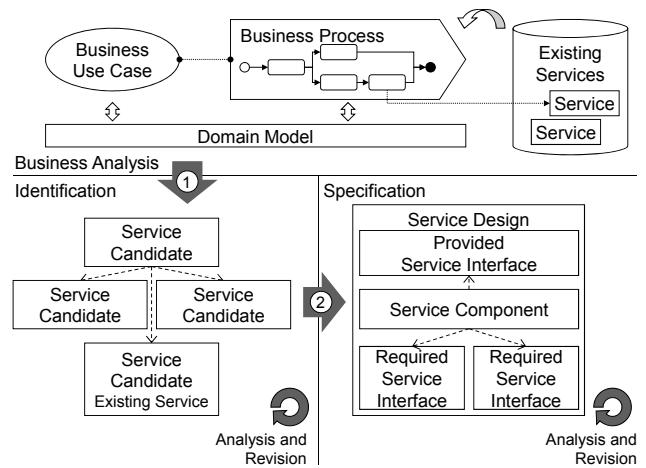 Business
Use Case
Business Process
Existing
Services
Service
Service
Domain Model
Business Analysis
1
Identification
Service
Candidate
Service
Candidate
Service
Candidate
Service
Candidate
Existing Service
Analysis and
Revision
2
Specification
Service Design
Provided
Service Interface
Service Component
Required
Service
Interface
Required
Service
Interface
Analysis and
Revision